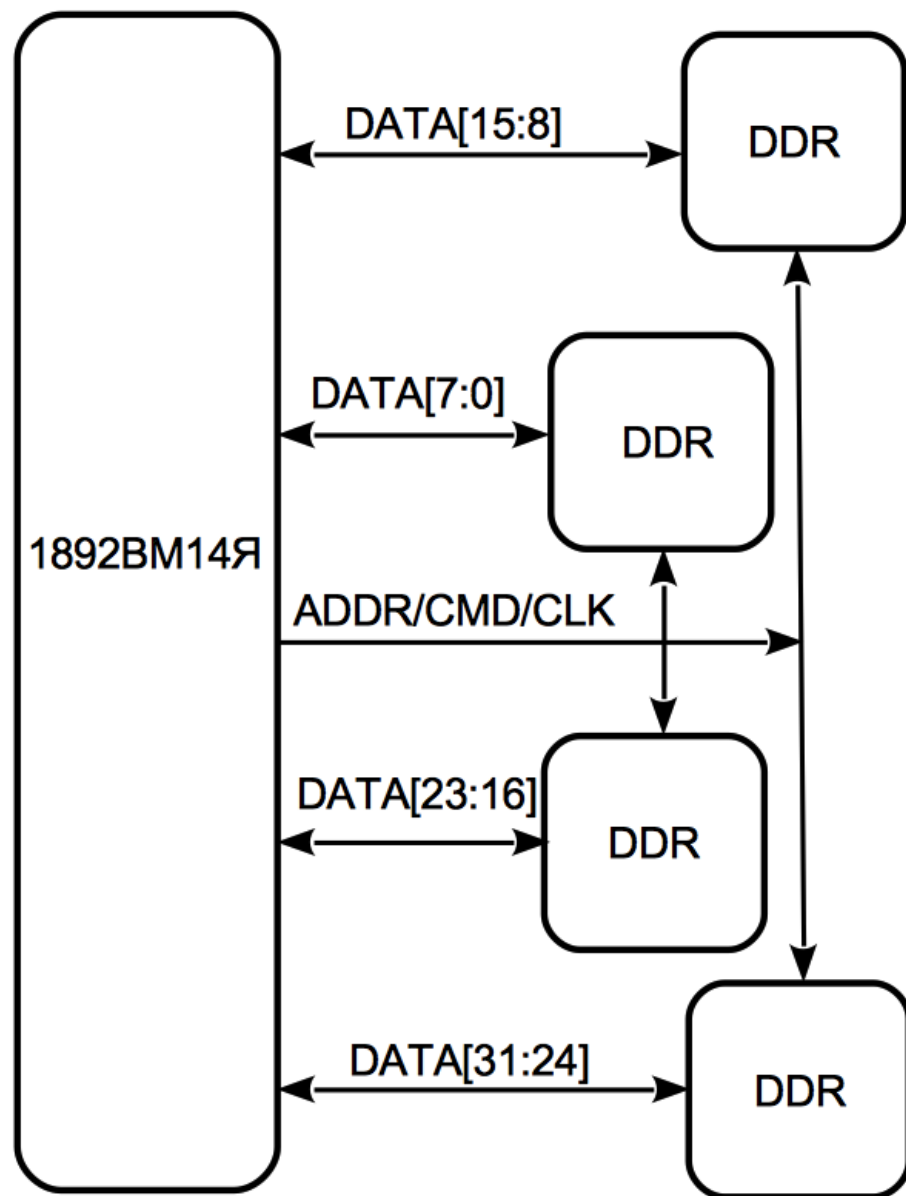 DATA[15:8]
DDR
DATA[7:0]
DDR
1892ВМ14Я
ADDR/CMD/CLK
DATA[23:16]
DDR
DATA[31:24]
DDR